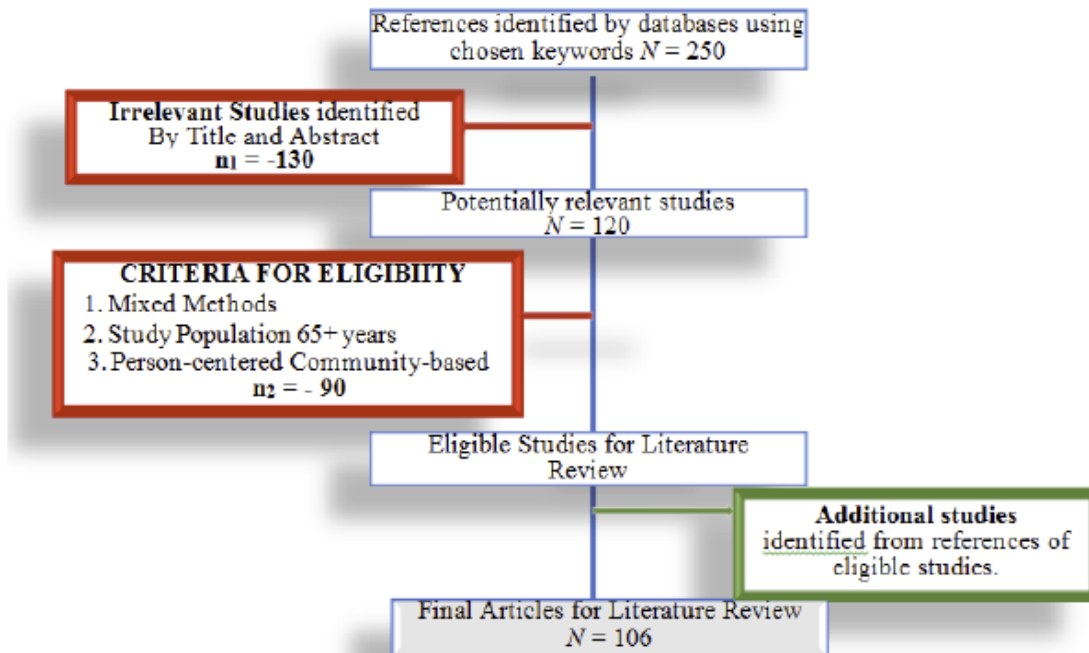 References identified by databases using
chosen keywords N = 250
Irrelevant Studies identified
By Title and Abstract
n1 = -130
Potentially relevant studies
N = 120
CRITERIA FOR ELIGIBIITY
1. Mixed Methods
2. Study Population 65+ years
3. Person-centered Community-based
n2 = - 90
Eligible Studies for Literature
Review
Additional studies
identified from references of
eligible studies.
Final Articles for Literature Review
N = 106